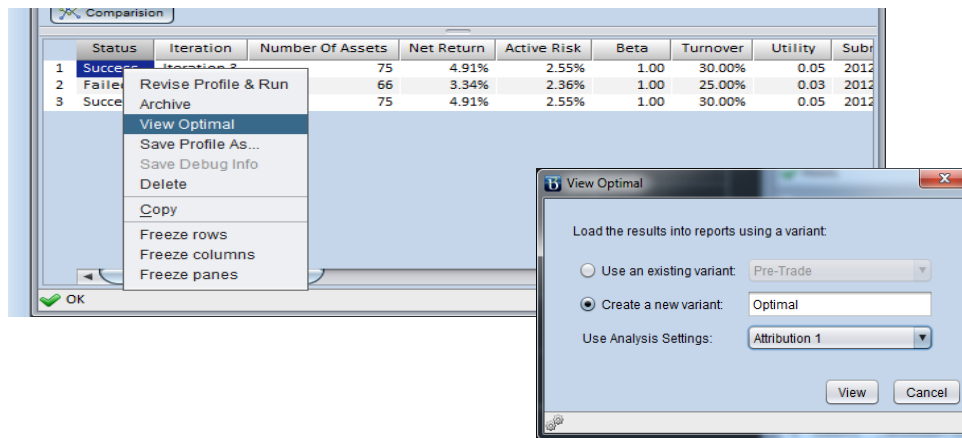 Comparision
Status Iteration Number Of Assets Net Return Active Risk Beta Turnover Utility Subr
1 Success Iteration 3 75 4.91% 2.55% 1.00 30.00% 0.05 2012
2 Failed 66 3.34% 2.36% 1.00 25.00% 0.03 2012
3 Succe 75 4.91% 2.55% 1.00 30.00% 0.05 2012
Revise Profile & Run
Archive
View Optimal
Save Profile As...
Save Debug Info
Delete
Copy
Freeze rows
Freeze columns
Freeze panes
OK
View Optimal
Load the results into reports using a variant:
Use an existing variant: Pre-Trade
Create a new variant: Optimal
Use Analysis Settings: Attribution 1
View Cancel